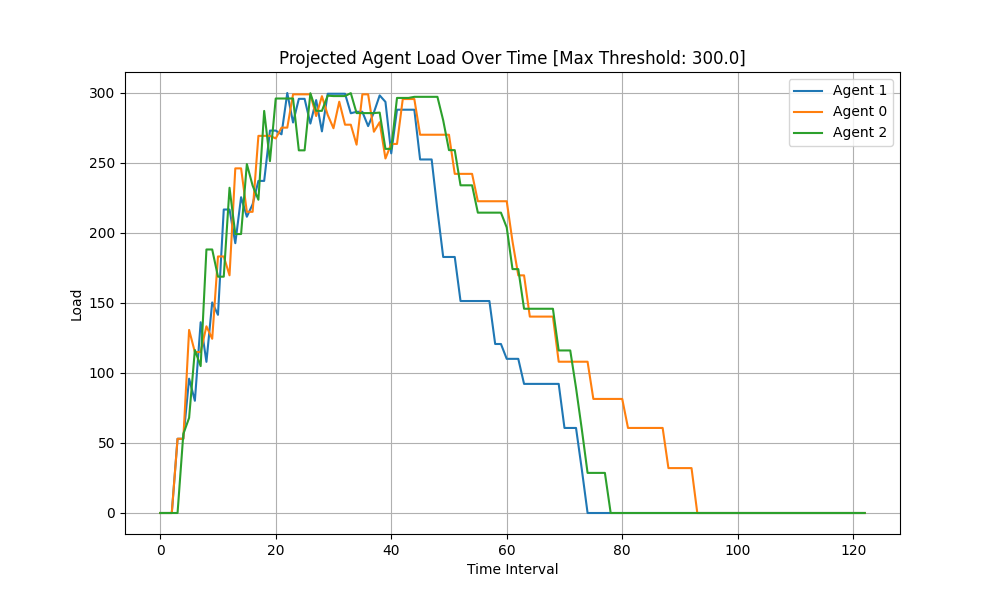 Projected Agent Load Over Time [Max Threshold: 300.0]
Load
300
250
200
150
100
50
0
Agent 1
Agent 0
Agent 2
0 20 40 60 80 100 120
Time Interval